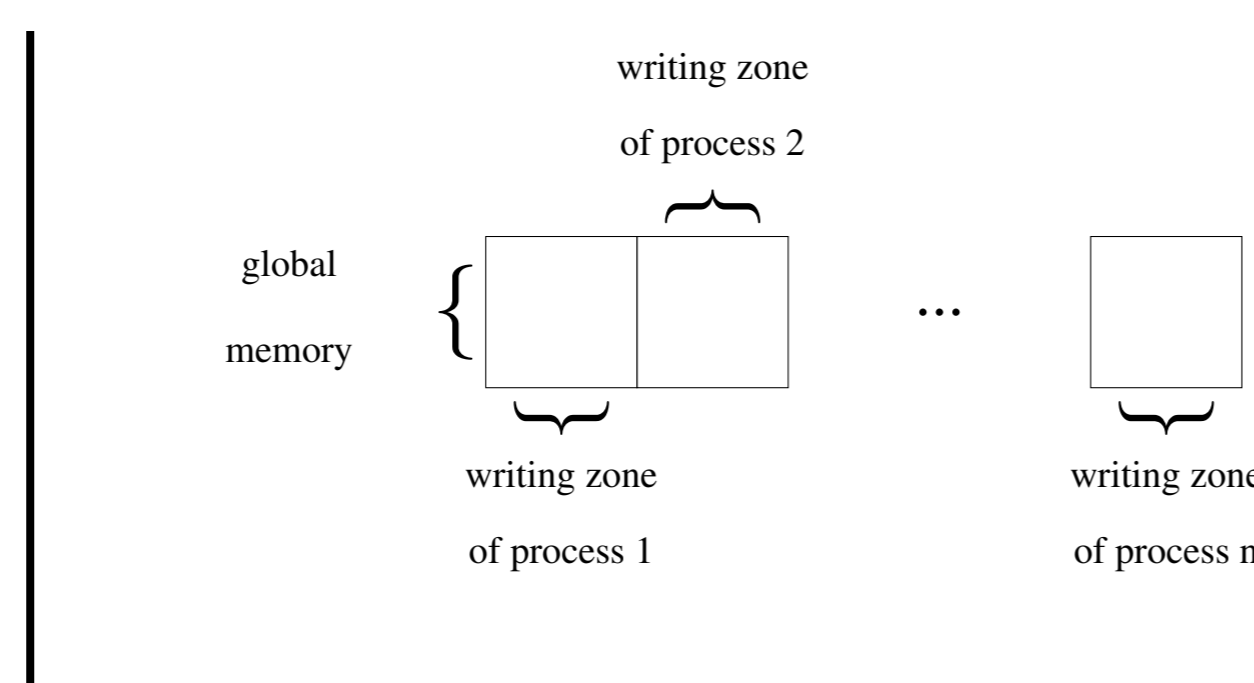 writing zone
of process 2
global
memory
...
writing zone
of process 1
writing zone
of process n